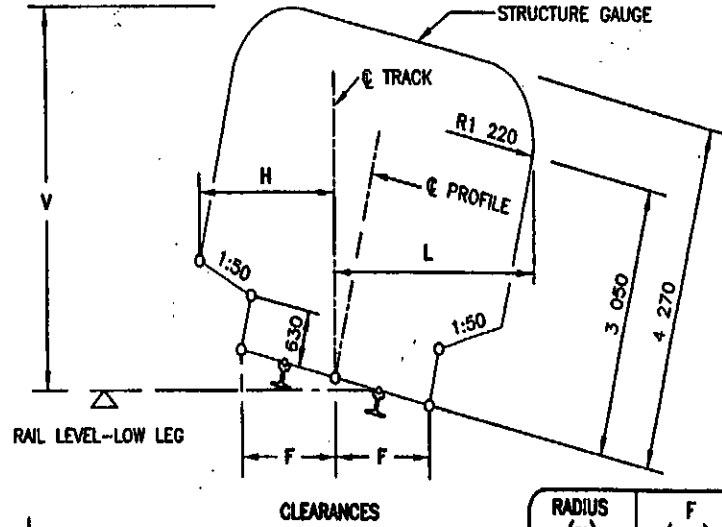 STRUCTURE GAUGE
℄ TRACK
R1 220
H
V
℄ PROFILE
L
1:50
1:50
630
3 050
4 270
RAIL LEVEL-LOW LEG
F F
CLEARANCES
RADIUS F